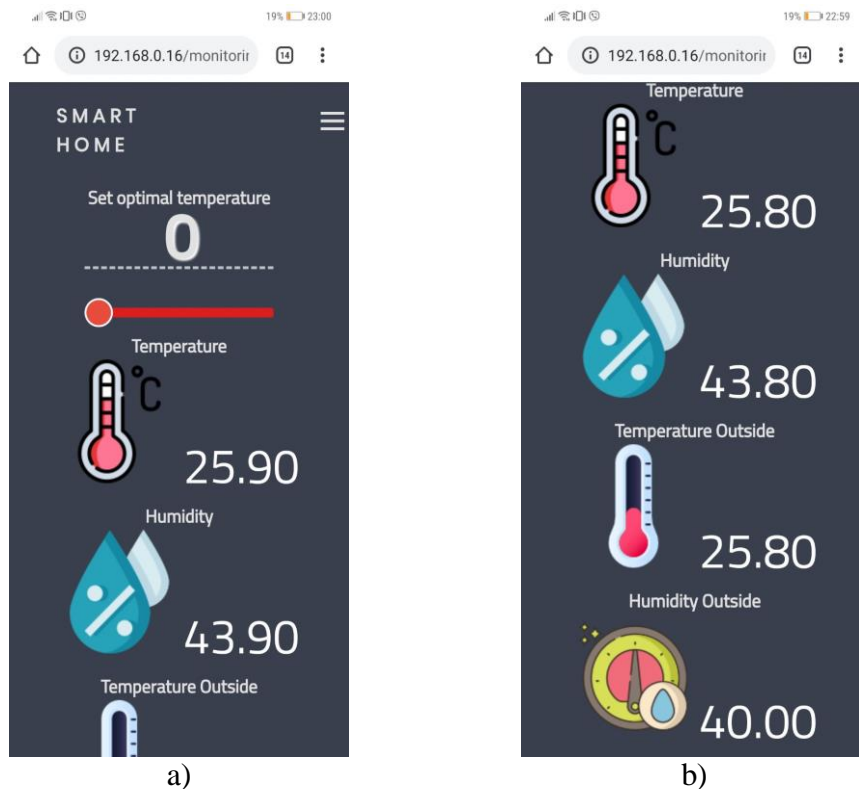 19% 23:00
192.168.0.16/monitorir
14
SMART
HOME
Set optimal temperature
0
Temperature
°C
25.90
Humidity
%
43.90
Temperature Outside
a)
19% 22:59
192.168.0.16/monitorir
14
Temperature
°C
25.80
Humidity
%
43.80
Temperature Outside
25.80
Humidity Outside
40.00
b)